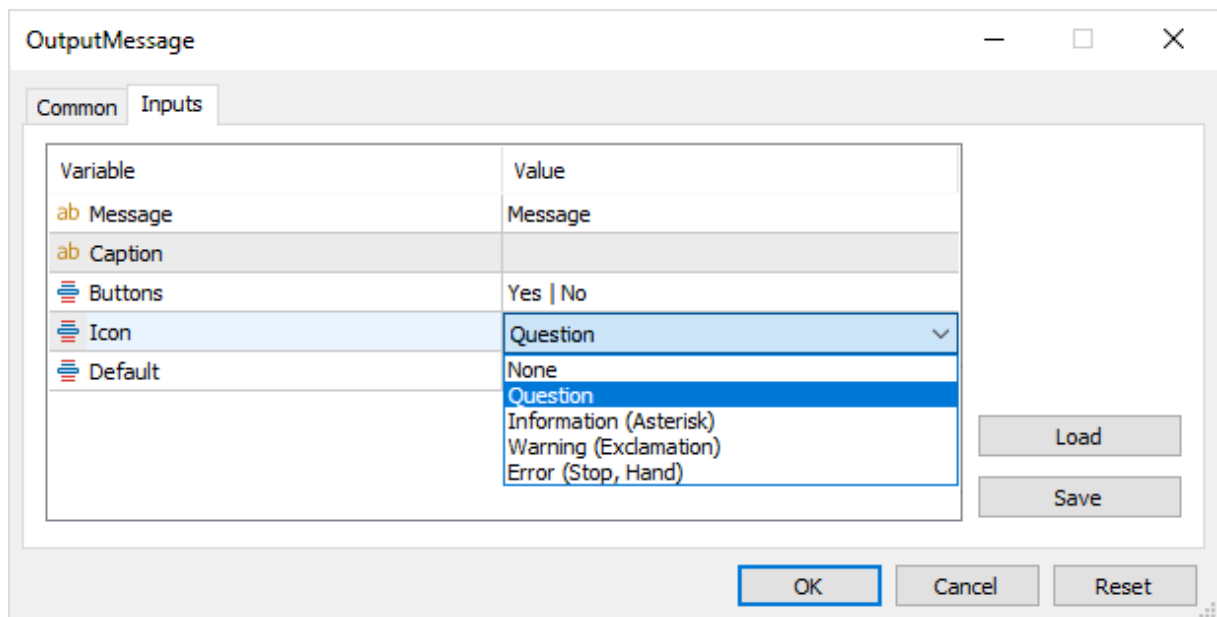 OutputMessage
Common Inputs
Variable Value
ab Message Message
ab Caption
Buttons Yes | No
Icon Question
Default None
Question
Information (Asterisk)
Warning (Exclamation)
Error (Stop, Hand)
Load
Save
OK Cancel Reset